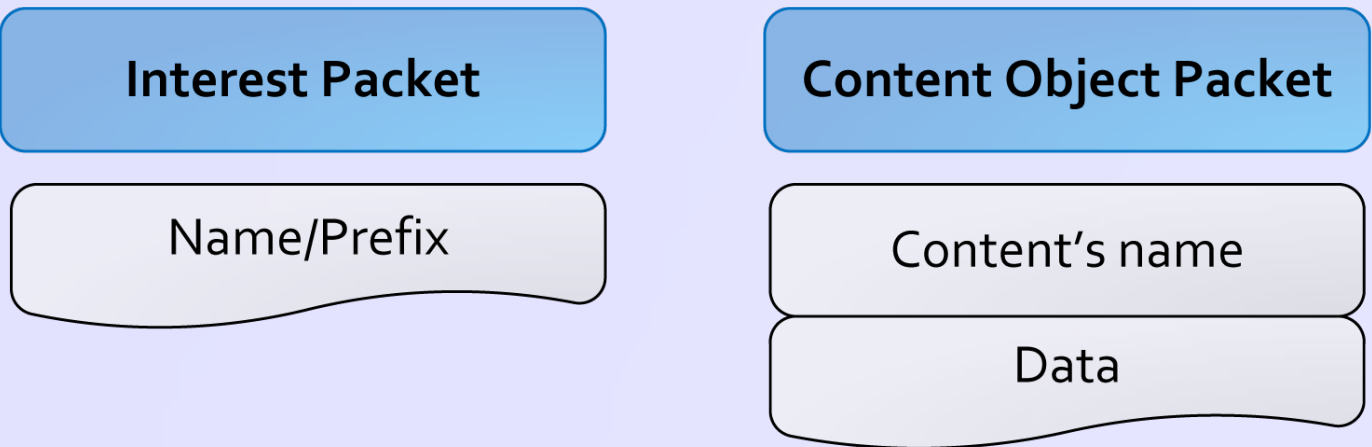 Interest Packet
Name/Prefix
Content Object Packet
Content’s name
Data